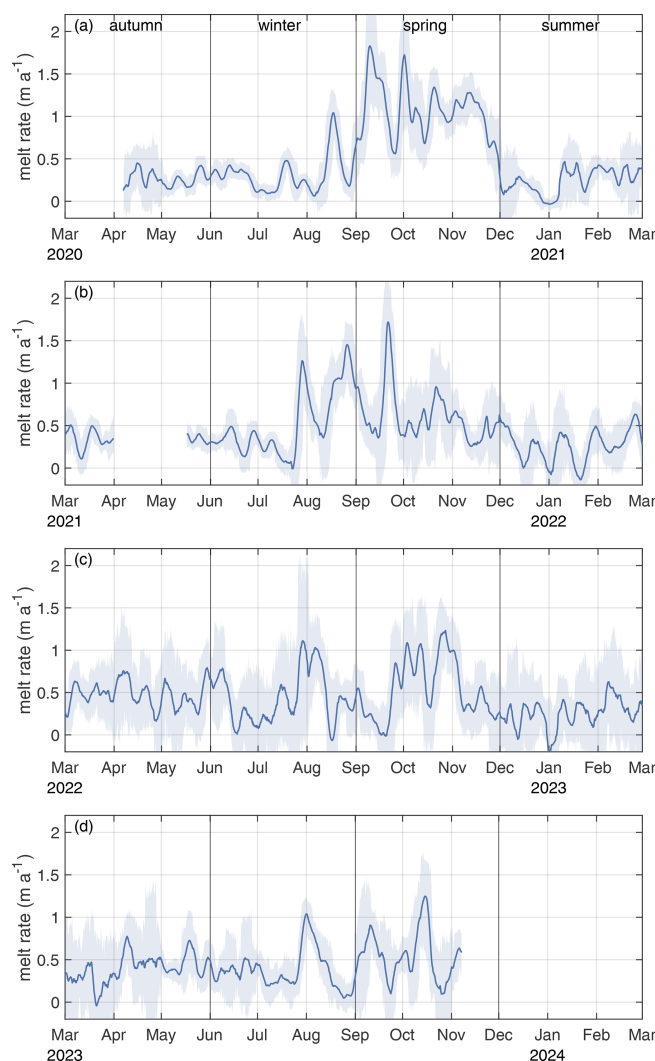 (a) autumn winter spring summer
2
1.5
1
0.5
0
melt rate (m a⁻¹)
Mar Apr May Jun Jul Aug Sep Oct Nov Dec Jan Feb Mar
2020 2021
(b)
2
1.5
1
0.5
0
melt rate (m a⁻¹)
Mar Apr May Jun Jul Aug Sep Oct Nov Dec Jan Feb Mar
2021 2022
(c)
2
1.5
1
0.5
0
melt rate (m a⁻¹)
Mar Apr May Jun Jul Aug Sep Oct Nov Dec Jan Feb Mar
2022 2023
(d)
2
1.5
1
0.5
0
melt rate (m a⁻¹)
Mar Apr May Jun Jul Aug Sep Oct Nov Dec Jan Feb Mar
2023 2024